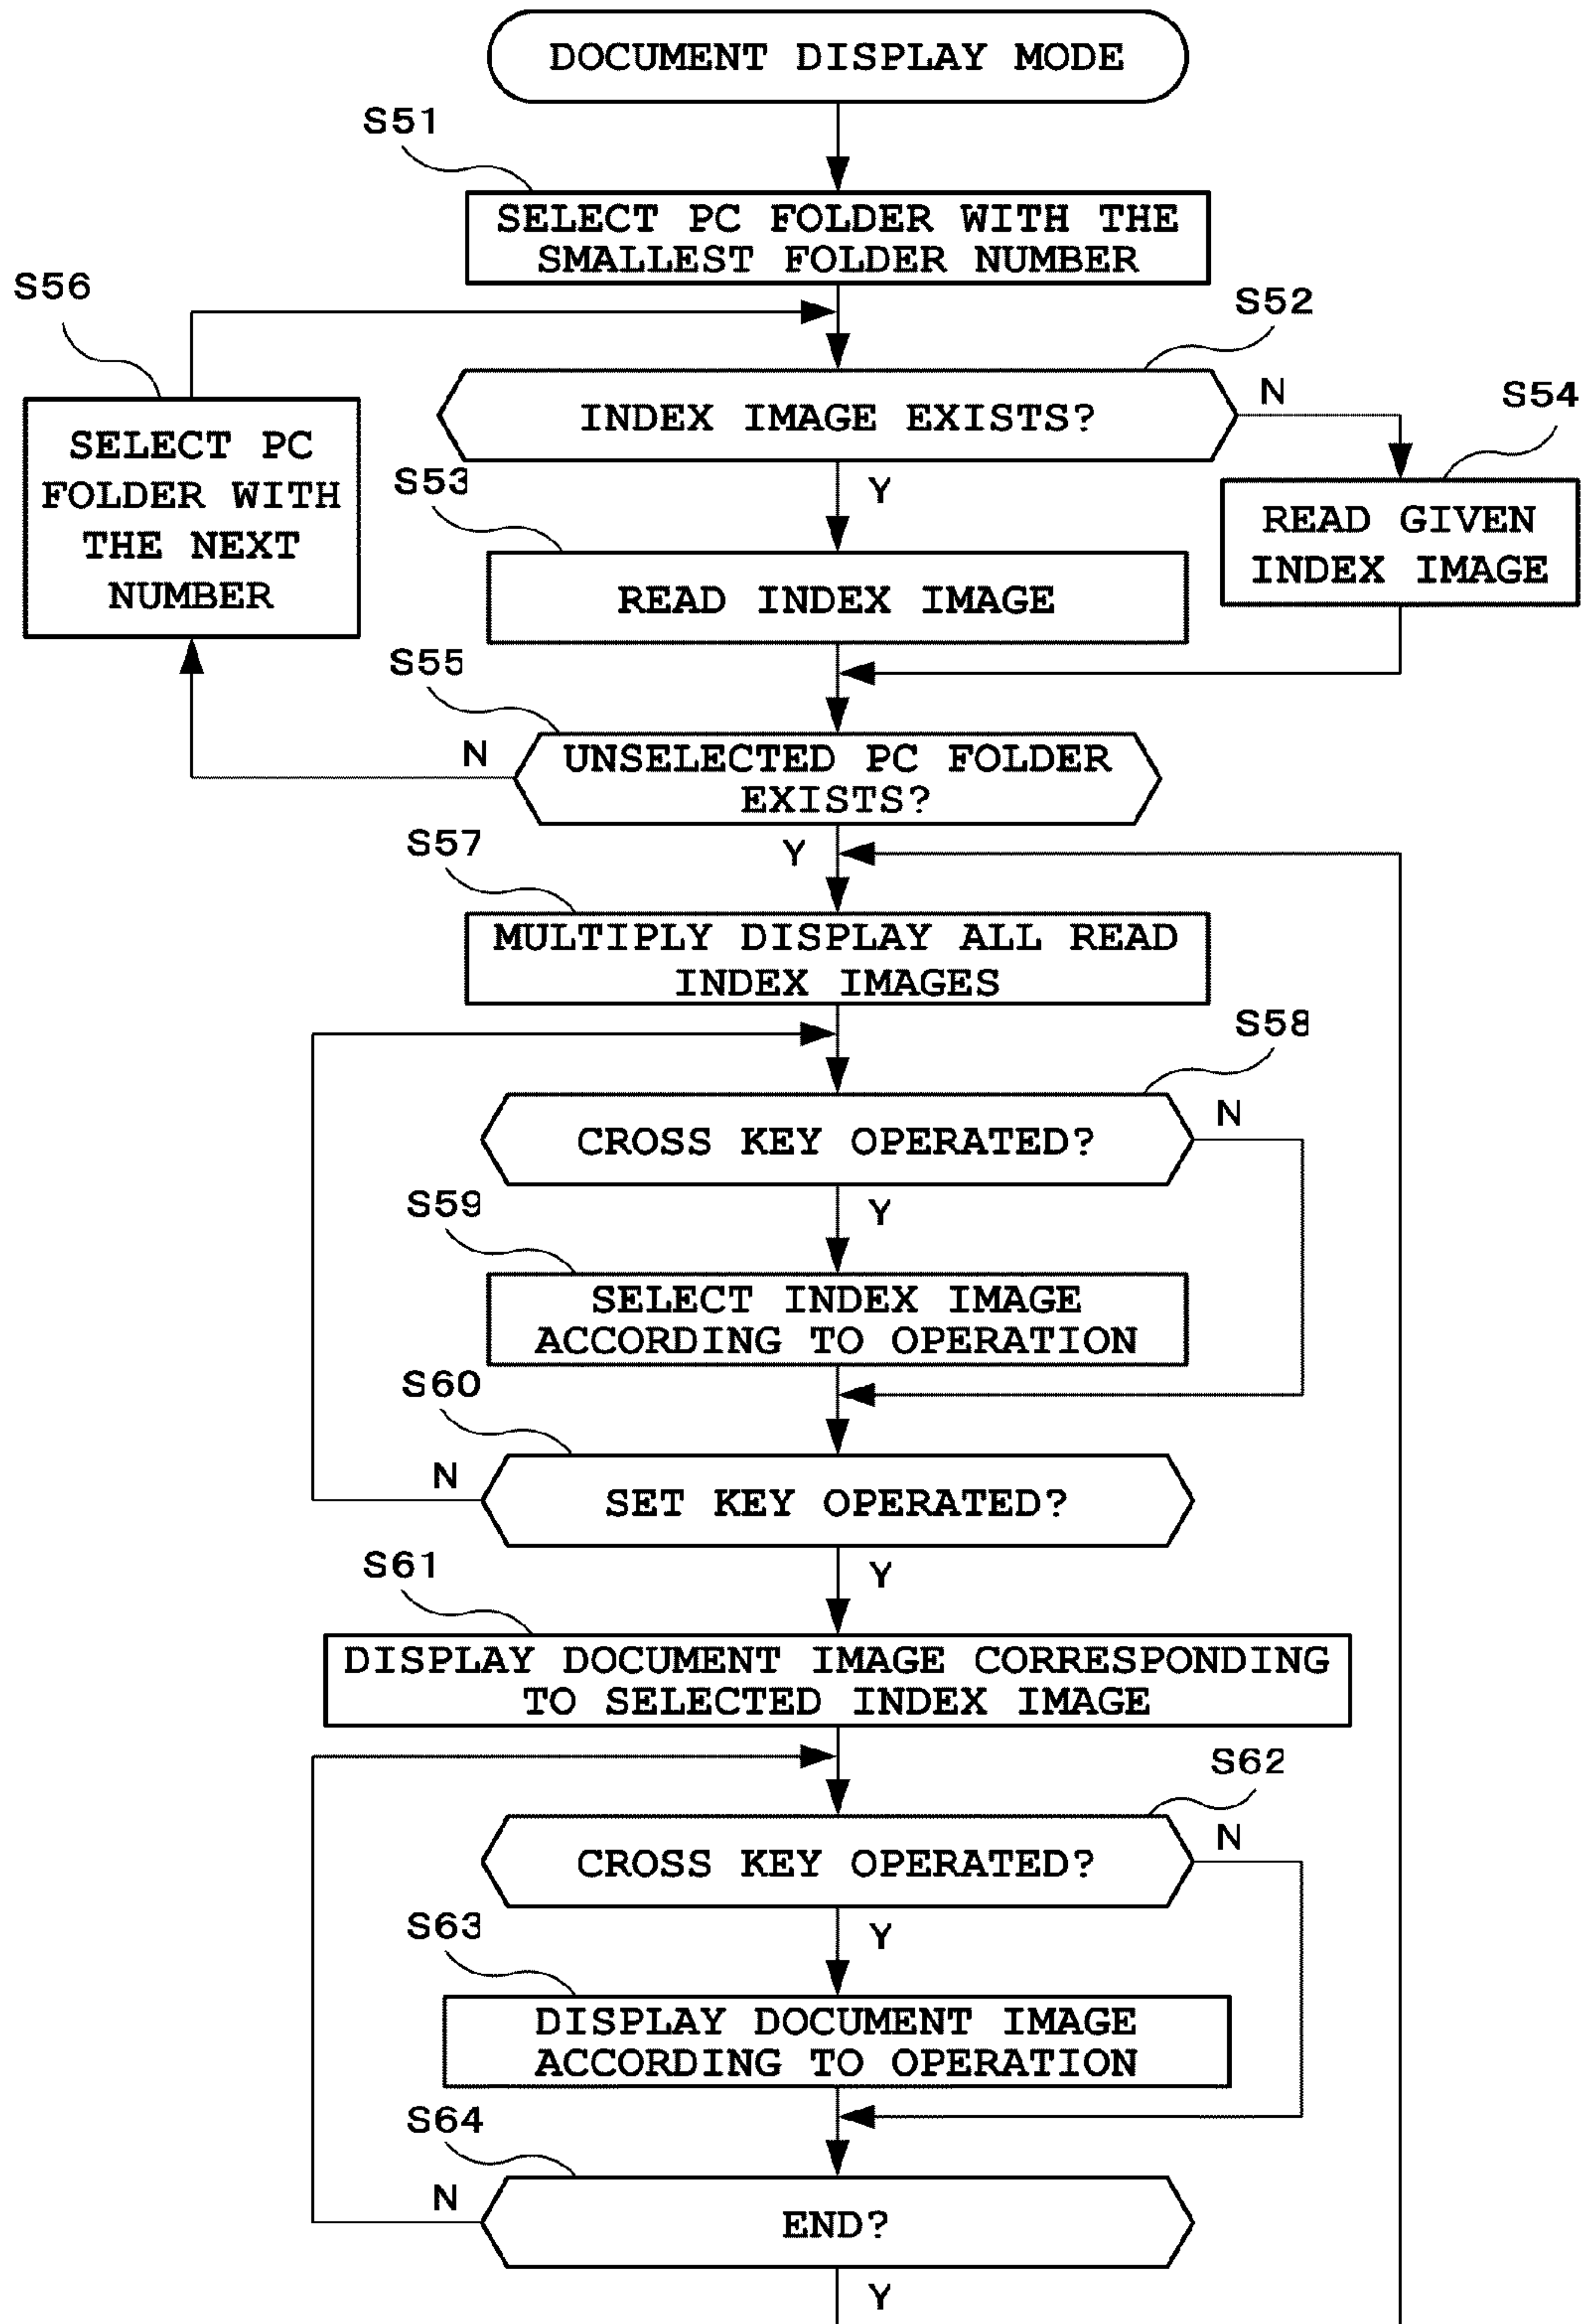 DOCUMENT DISPLAY MODE
S51
SELECT PC FOLDER WITH THE
SMALLEST FOLDER NUMBER
S56
S52
INDEX IMAGE EXISTS?
N
S54
SELECT PC
FOLDER WITH
THE NEXT
NUMBER
S53
Y
READ GIVEN
INDEX IMAGE
READ INDEX IMAGE
S55
N
UNSELECTED PC FOLDER
EXISTS?
S57
Y
MULTIPLY DISPLAY ALL READ
INDEX IMAGES
S58
CROSS KEY OPERATED?
N
S59
Y
SELECT INDEX IMAGE
ACCORDING TO OPERATION
S60
N
SET KEY OPERATED?
S61
Y
DISPLAY DOCUMENT IMAGE CORRESPONDING
TO SELECTED INDEX IMAGE
S62
CROSS KEY OPERATED?
N
S63
Y
DISPLAY DOCUMENT IMAGE
ACCORDING TO OPERATION
S64
N
END?
Y